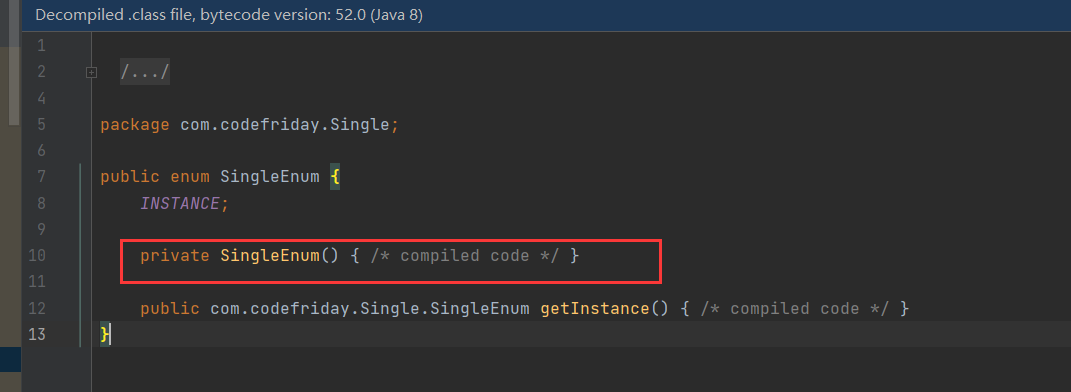 Decompiled .class file, bytecode version: 52.0 (Java 8)
1
2 /.../
4
5 package com.codefriday.Single;
6
7 public enum SingleEnum {
8 INSTANCE;
9
10 private SingleEnum() { /* compiled code */ }
11
12 public com.codefriday.Single.SingleEnum getInstance() { /* compiled code */ }
13 }